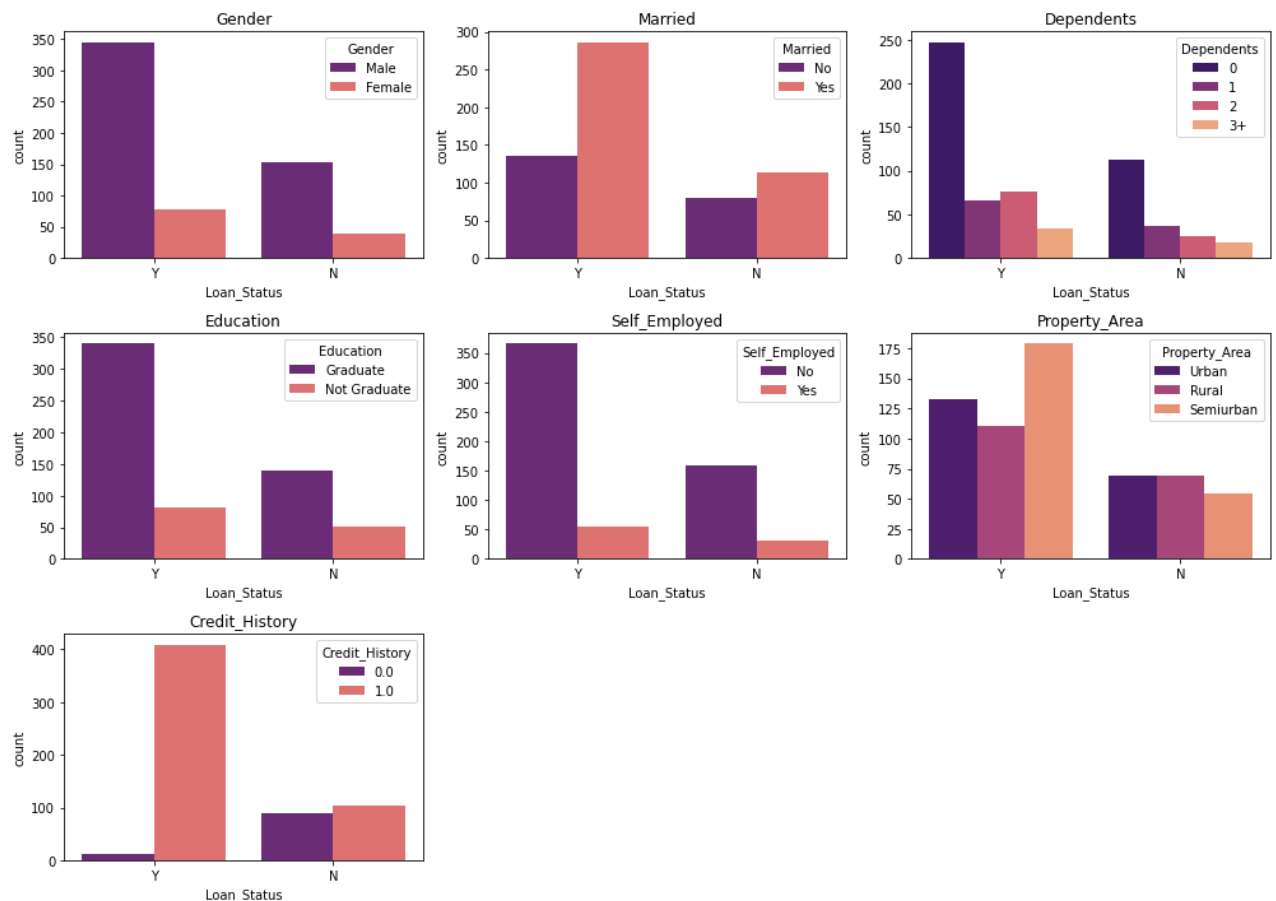 Gender
350
300
250
200
150
100
50
0
count
Gender
Male
Female
Y
N
Loan_Status
Married
300
250
200
150
100
50
0
count
Married
No
Yes
Y
N
Loan_Status
Dependents
250
200
150
100
50
0
count
Dependents
0
1
2
3+
Y
N
Loan_Status
Education
350
300
250
200
150
100
50
0
count
Education
Graduate
Not Graduate
Y
N
Loan_Status
Self_Employed
350
300
250
200
150
100
50
0
count
Self_Employed
No
Yes
Y
N
Loan_Status
Property_Area
175
150
125
100
75
50
25
0
count
Property_Area
Urban
Rural
Semiurban
Y
N
Loan_Status
Credit_History
400
300
200
100
0
count
Credit_History
0.0
1.0
Y
N
Loan_Status